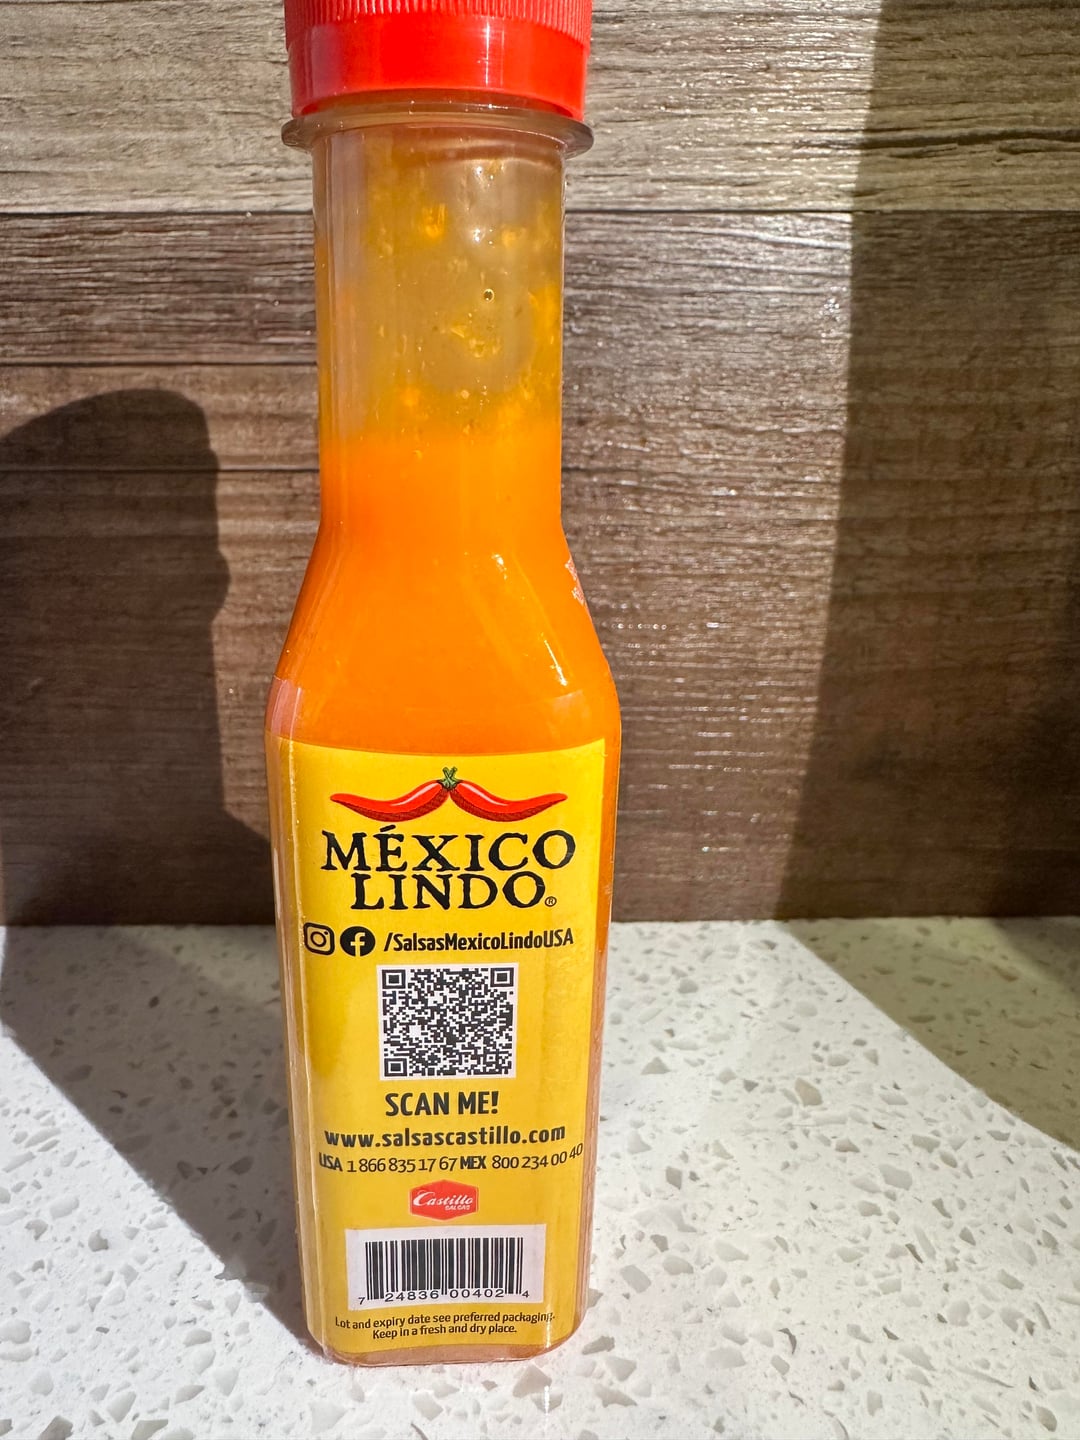 MÉXICO
LINDO®
/SalsasMexicoLindoUSA
SCAN ME!
www.salsascastillo.com
USA 1 866 835 17 67 MEX 800 234 00 40
Castillo
SALSAS
7 24836 00402 4
Lot and expiry date see preferred packaging.
Keep in a fresh and dry place.